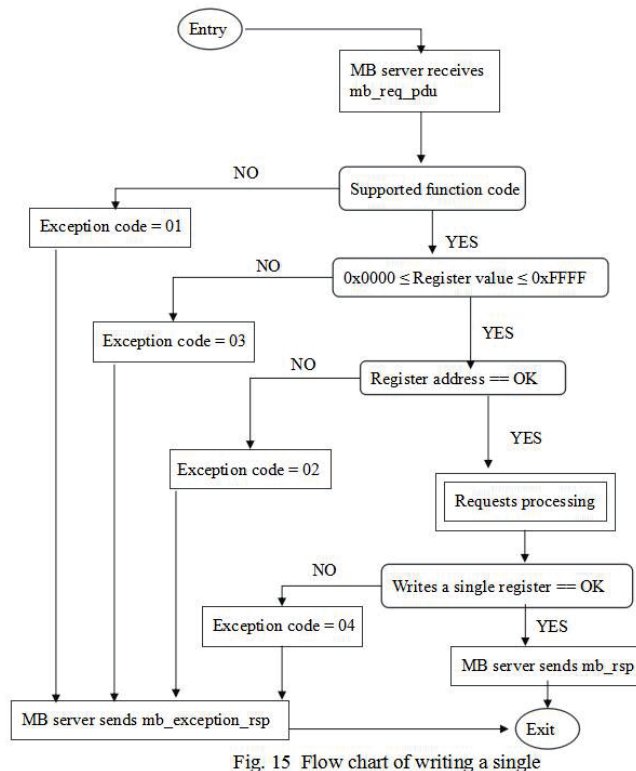 Entry
MB server receives
mb_req_pdu
NO
Supported function code
Exception code = 01
YES
NO
0x0000 ≤ Register value ≤ 0xFFFF
Exception code = 03
YES
NO
Register address == OK
YES
Exception code = 02
Requests processing
NO
Writes a single register == OK
Exception code = 04
YES
MB server sends mb_rsp
MB server sends mb_exception_rsp
Exit
Fig. 15 Flow chart of writing a single